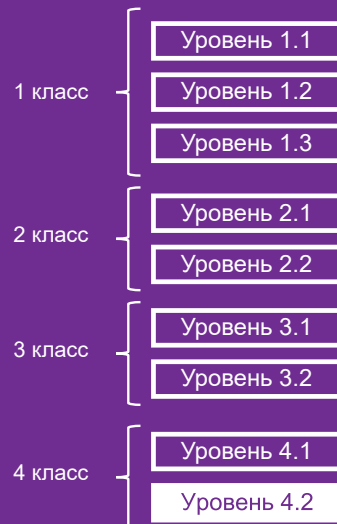 1 класс
Уровень 1.1
Уровень 1.2
Уровень 1.3
2 класс
Уровень 2.1
Уровень 2.2
3 класс
Уровень 3.1
Уровень 3.2
4 класс
Уровень 4.1
Уровень 4.2